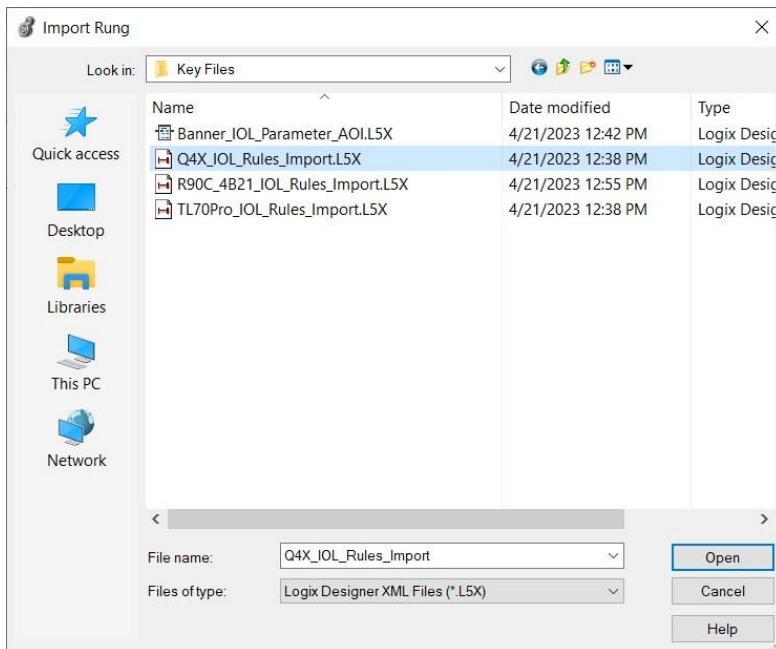 Import Rung
Look in: Key Files
Name Date modified Type
Banner_IOL_Parameter_AOI.L5X 4/21/2023 12:42 PM Logix Desig
Q4X_IOL_Rules_Import.L5X 4/21/2023 12:38 PM Logix Desig
R90C_4B21_IOL_Rules_Import.L5X 4/21/2023 12:55 PM Logix Desig
TL70Pro_IOL_Rules_Import.L5X 4/21/2023 12:38 PM Logix Desig
Quick access
Desktop
Libraries
This PC
Network
File name: Q4X_IOL_Rules_Import Open
Files of type: Logix Designer XML Files (*.L5X) Cancel
Help